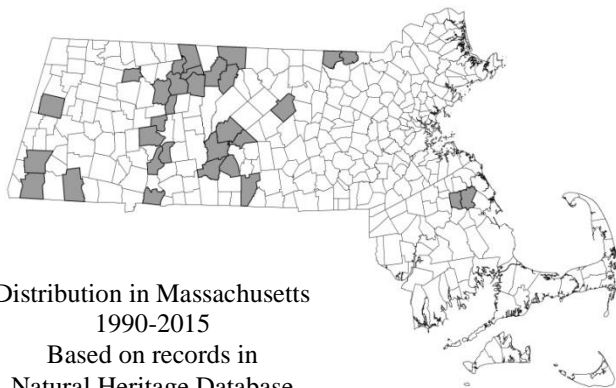 Distribution in Massachusetts
1990-2015
Based on records in
Natural Heritage Database